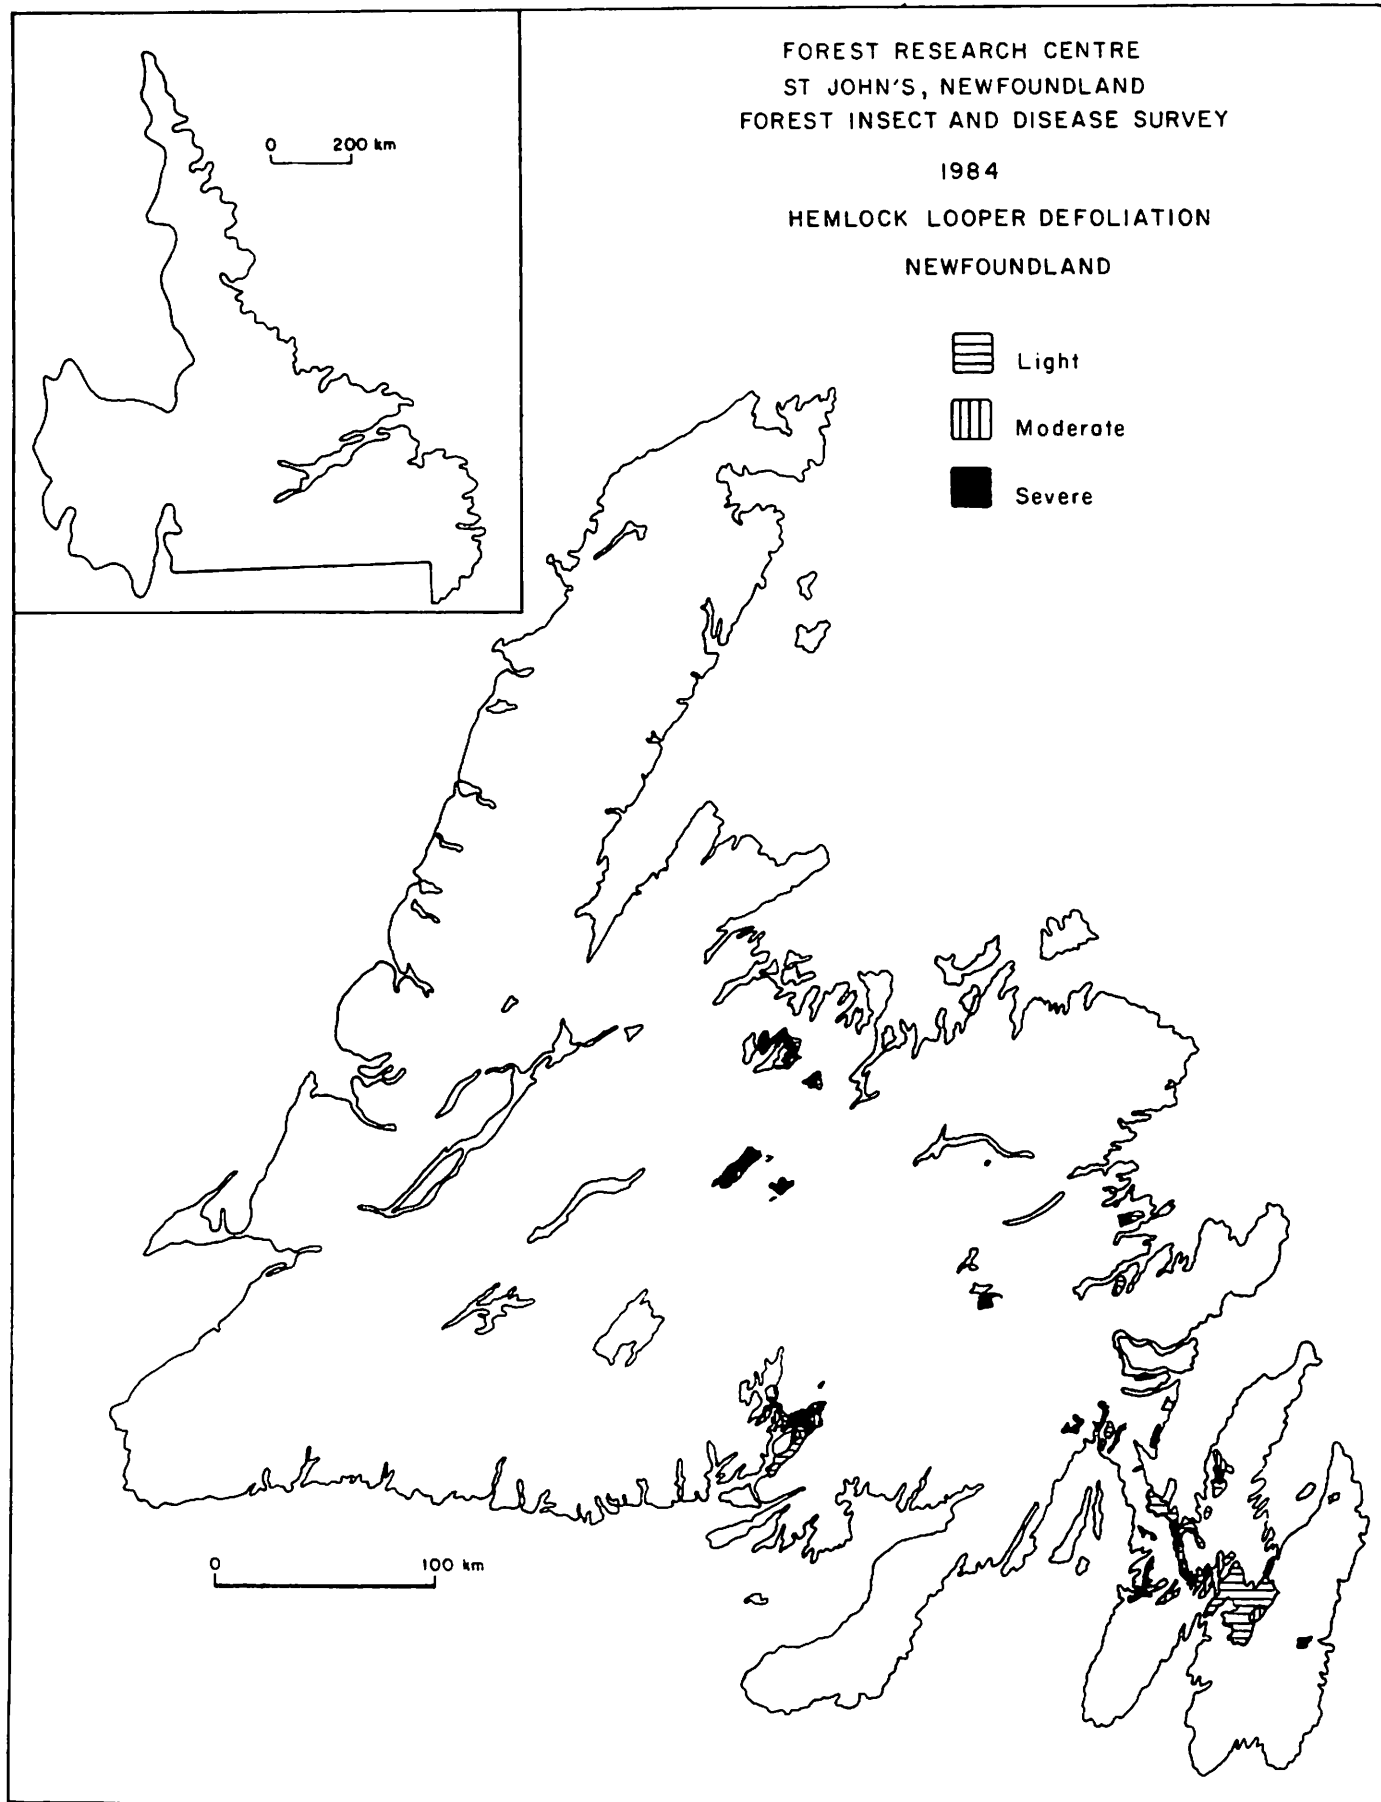 FOREST RESEARCH CENTRE
ST JOHN'S, NEWFOUNDLAND
FOREST INSECT AND DISEASE SURVEY
1984
HEMLOCK LOOPER DEFOLIATION
NEWFOUNDLAND
0 200 km
Light
Moderate
Severe
0 100 km